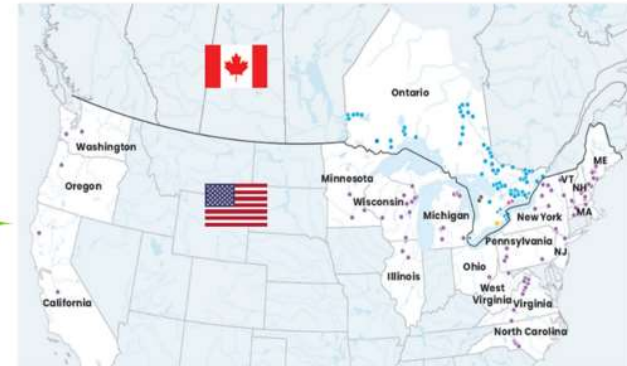 Ontario
Washington
Oregon
California
Minnesota
Wisconsin
Illinois
Michigan
Ohio
West
Virginia
Virginia
North Carolina
Pennsylvania
NJ
New York
VT
NH
MA
ME